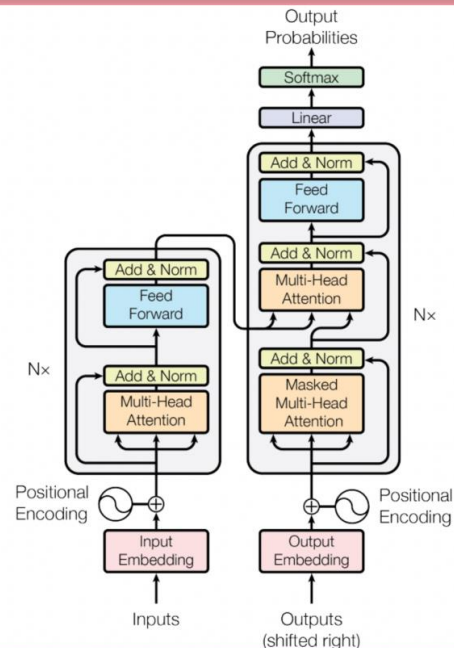 Output
Probabilities
Softmax
Linear
Add & Norm
Feed
Forward
Add & Norm
Multi-Head
Attention
Add & Norm
Masked
Multi-Head
Attention
Nx
Add & Norm
Feed
Forward
Add & Norm
Multi-Head
Attention
Nx
Positional
Encoding
Positional
Encoding
Input
Embedding
Output
Embedding
Inputs
Outputs
(shifted right)